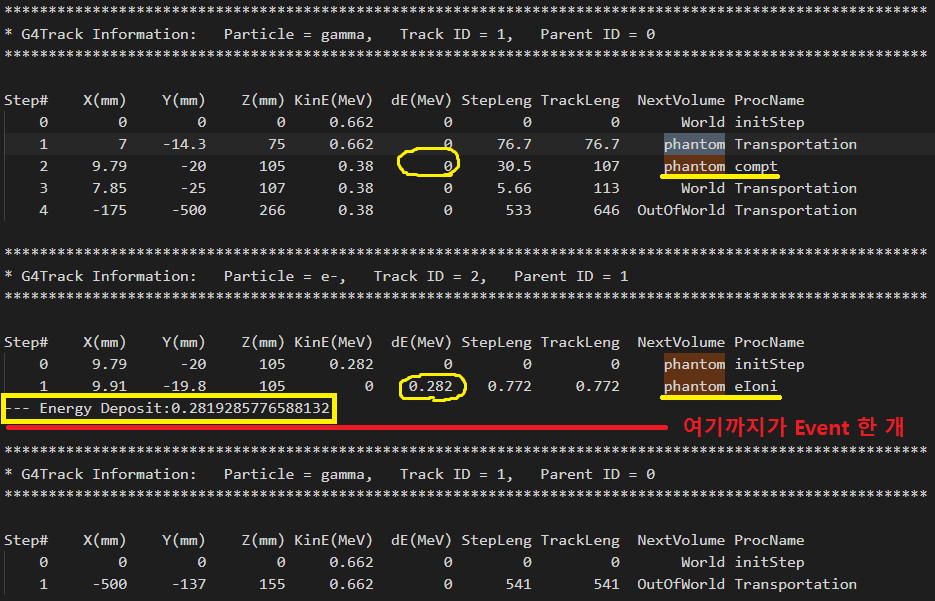 ************************************************************************************************************
* G4Track Information:   Particle = gamma,   Track ID = 1,   Parent ID = 0
************************************************************************************************************
Step#    X(mm)    Y(mm)    Z(mm) KinE(MeV)  dE(MeV) StepLeng TrackLeng  NextVolume ProcName
0        0        0        0     0.662        0        0         0       World initStep
1        7    -14.3       75     0.662        0     76.7      76.7     phantom Transportation
2     9.79      -20      105      0.38        0     30.5       107     phantom compt
3     7.85      -25      107      0.38        0     5.66       113       World Transportation
4     -175     -500      266      0.38        0      533       646  OutOfWorld Transportation
************************************************************************************************************
* G4Track Information:   Particle = e-,   Track ID = 2,   Parent ID = 1
************************************************************************************************************
Step#    X(mm)    Y(mm)    Z(mm) KinE(MeV)  dE(MeV) StepLeng TrackLeng  NextVolume ProcName
0     9.79      -20      105     0.282        0        0         0     phantom initStep
1     9.91    -19.8      105         0    0.282    0.772     0.772     phantom eIoni
--- Energy Deposit:0.2819285776588132
여기까지가 Event 한 개
************************************************************************************************************
* G4Track Information:   Particle = gamma,   Track ID = 1,   Parent ID = 0
************************************************************************************************************
Step#    X(mm)    Y(mm)    Z(mm) KinE(MeV)  dE(MeV) StepLeng TrackLeng  NextVolume ProcName
0        0        0        0     0.662        0        0         0       World initStep
1     -500     -137      155     0.662        0      541       541  OutOfWorld Transportation